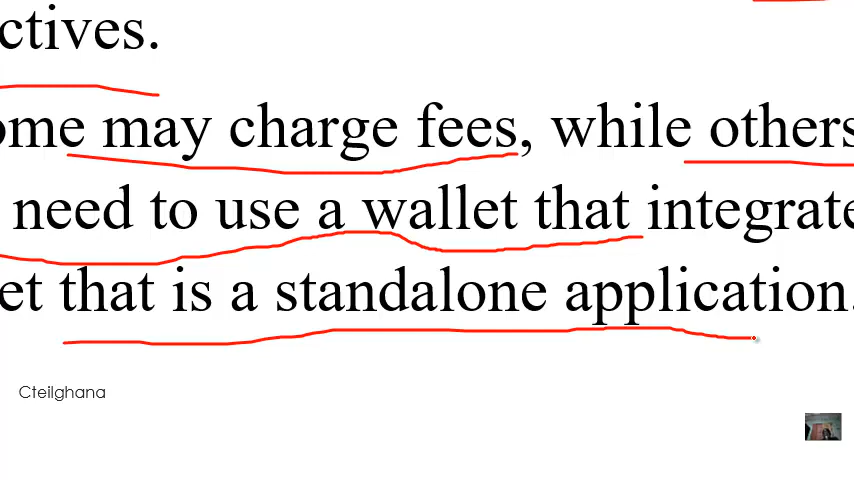 ctives.
ome may charge fees, while others
need to use a wallet that integrate
et that is a standalone application.
Cteilghana